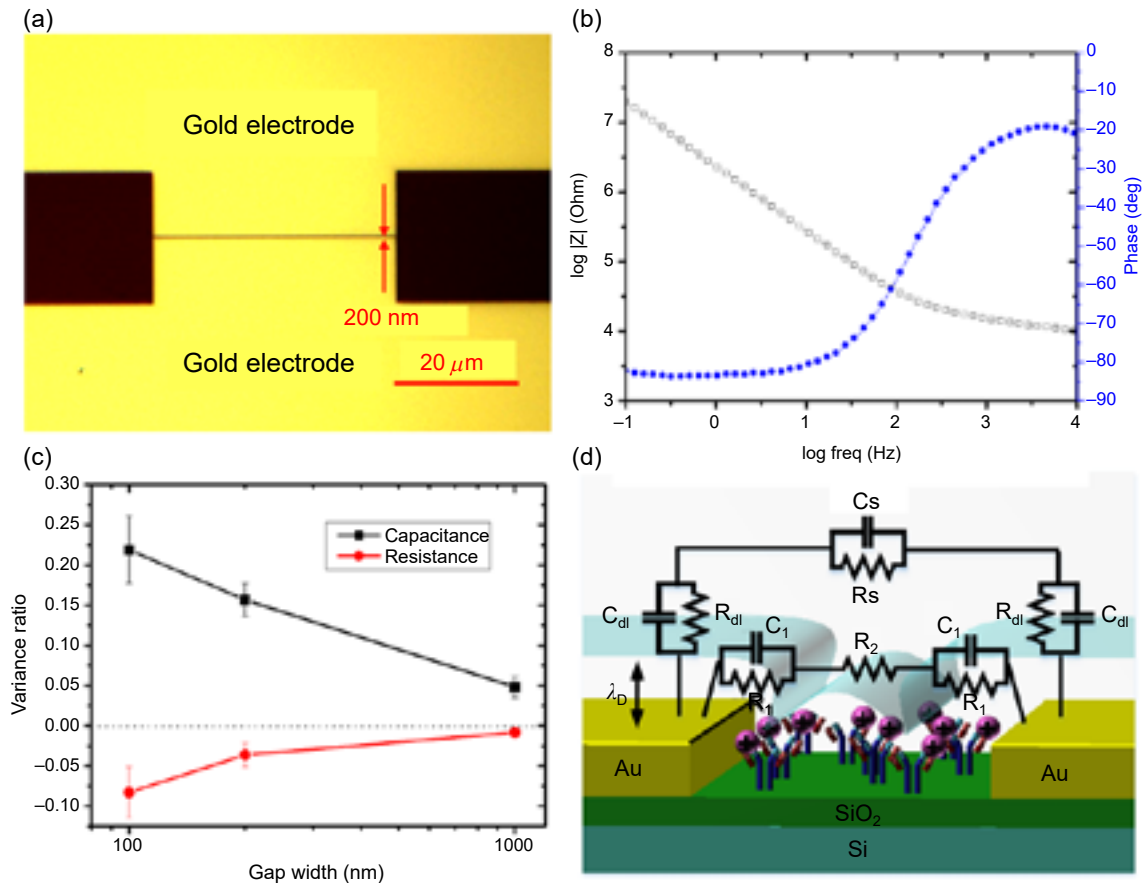 (a)
Gold electrode
200 nm
Gold electrode
20 μm
(b)
8
7
6
5
4
3
log |Z| (Ohm)
–1
0
1
2
3
4
log freq (Hz)
0
–10
–20
–30
–40
–50
–60
–70
–80
–90
Phase (deg)
(c)
0.30
0.25
0.20
0.15
0.10
0.05
0.00
–0.05
–0.10
Variance ratio
Capacitance
Resistance
100
1000
Gap width (nm)
(d)
Cs
Rs
Cdl
Rdl
Rdl
Cdl
C1
R2
C1
R1
R1
λD
Au
Au
SiO2
Si